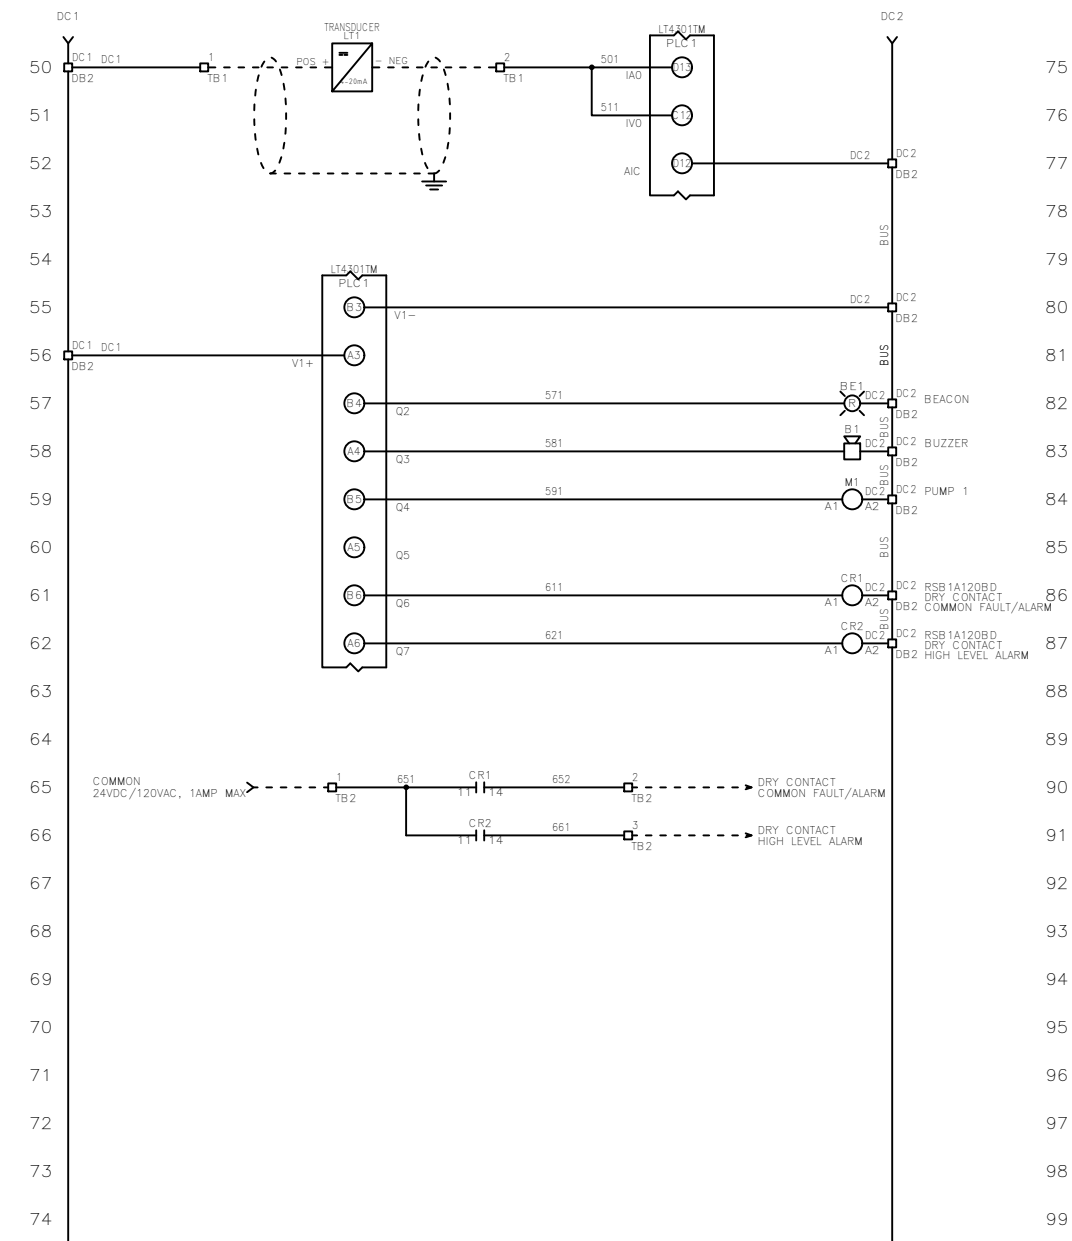 DC1
DC2
TRANSDUCER
LT1
LT4301TM
PLC1
50
DC1 DC1
DB2
1
TB1
POS +
- NEG
4-20mA
2
TB1
501
IA0
D13
75
51
511
IV0
C12
76
52
AIC
D12
DC2
DC2
DB2
77
53
BUS
78
54
79
LT4301TM
PLC1
55
B3
V1-
DC2
DC2
DB2
80
56
DC1 DC1
DB2
V1+
A3
BUS
81
57
B4
Q2
571
BE1
R
DC2
DC2
DB2
BEACON
82
BUS
58
A4
Q3
581
B1
DC2
DC2
DB2
BUZZER
83
BUS
59
B5
Q4
591
M1
A1
A2
DC2
DC2
DB2
PUMP 1
84
60
A5
Q5
BUS
85
61
B6
Q6
611
CR1
A1
A2
DC2
DC2
DB2
RSB1A120BD
DRY CONTACT
COMMON FAULT/ALARM
86
BUS
62
A6
Q7
621
CR2
A1
A2
DC2
DC2
DB2
RSB1A120BD
DRY CONTACT
HIGH LEVEL ALARM
87
63
88
64
89
65
COMMON
24VDC/120VAC, 1AMP MAX
1
TB2
651
CR1
11
14
652
2
TB2
DRY CONTACT
COMMON FAULT/ALARM
90
66
CR2
11
14
661
3
TB2
DRY CONTACT
HIGH LEVEL ALARM
91
67
92
68
93
69
94
70
95
71
96
72
97
73
98
74
99